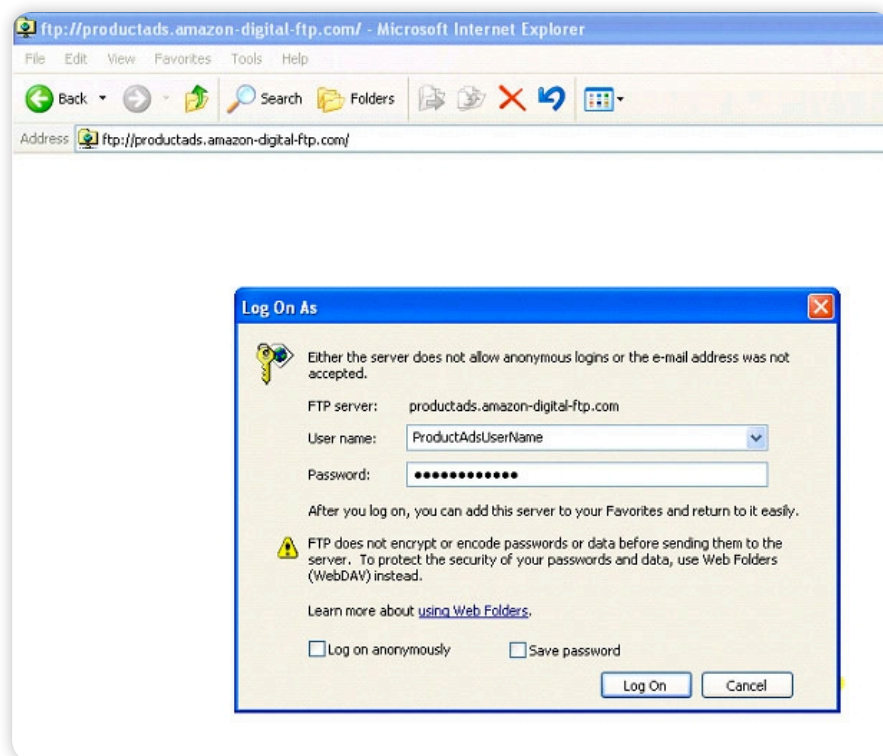 ftp://productads.amazon-digital-ftp.com/ - Microsoft Internet Explorer
File Edit View Favorites Tools Help
Back Search Folders
Address ftp://productads.amazon-digital-ftp.com/
Log On As
Either the server does not allow anonymous logins or the e-mail address was not
accepted.
FTP server: productads.amazon-digital-ftp.com
User name: ProductAdsUserName
Password: ••••••••••••
After you log on, you can add this server to your Favorites and return to it easily.
FTP does not encrypt or encode passwords or data before sending them to the
server. To protect the security of your passwords and data, use Web Folders
(WebDAV) instead.
Learn more about using Web Folders.
Log on anonymously Save password
Log On Cancel